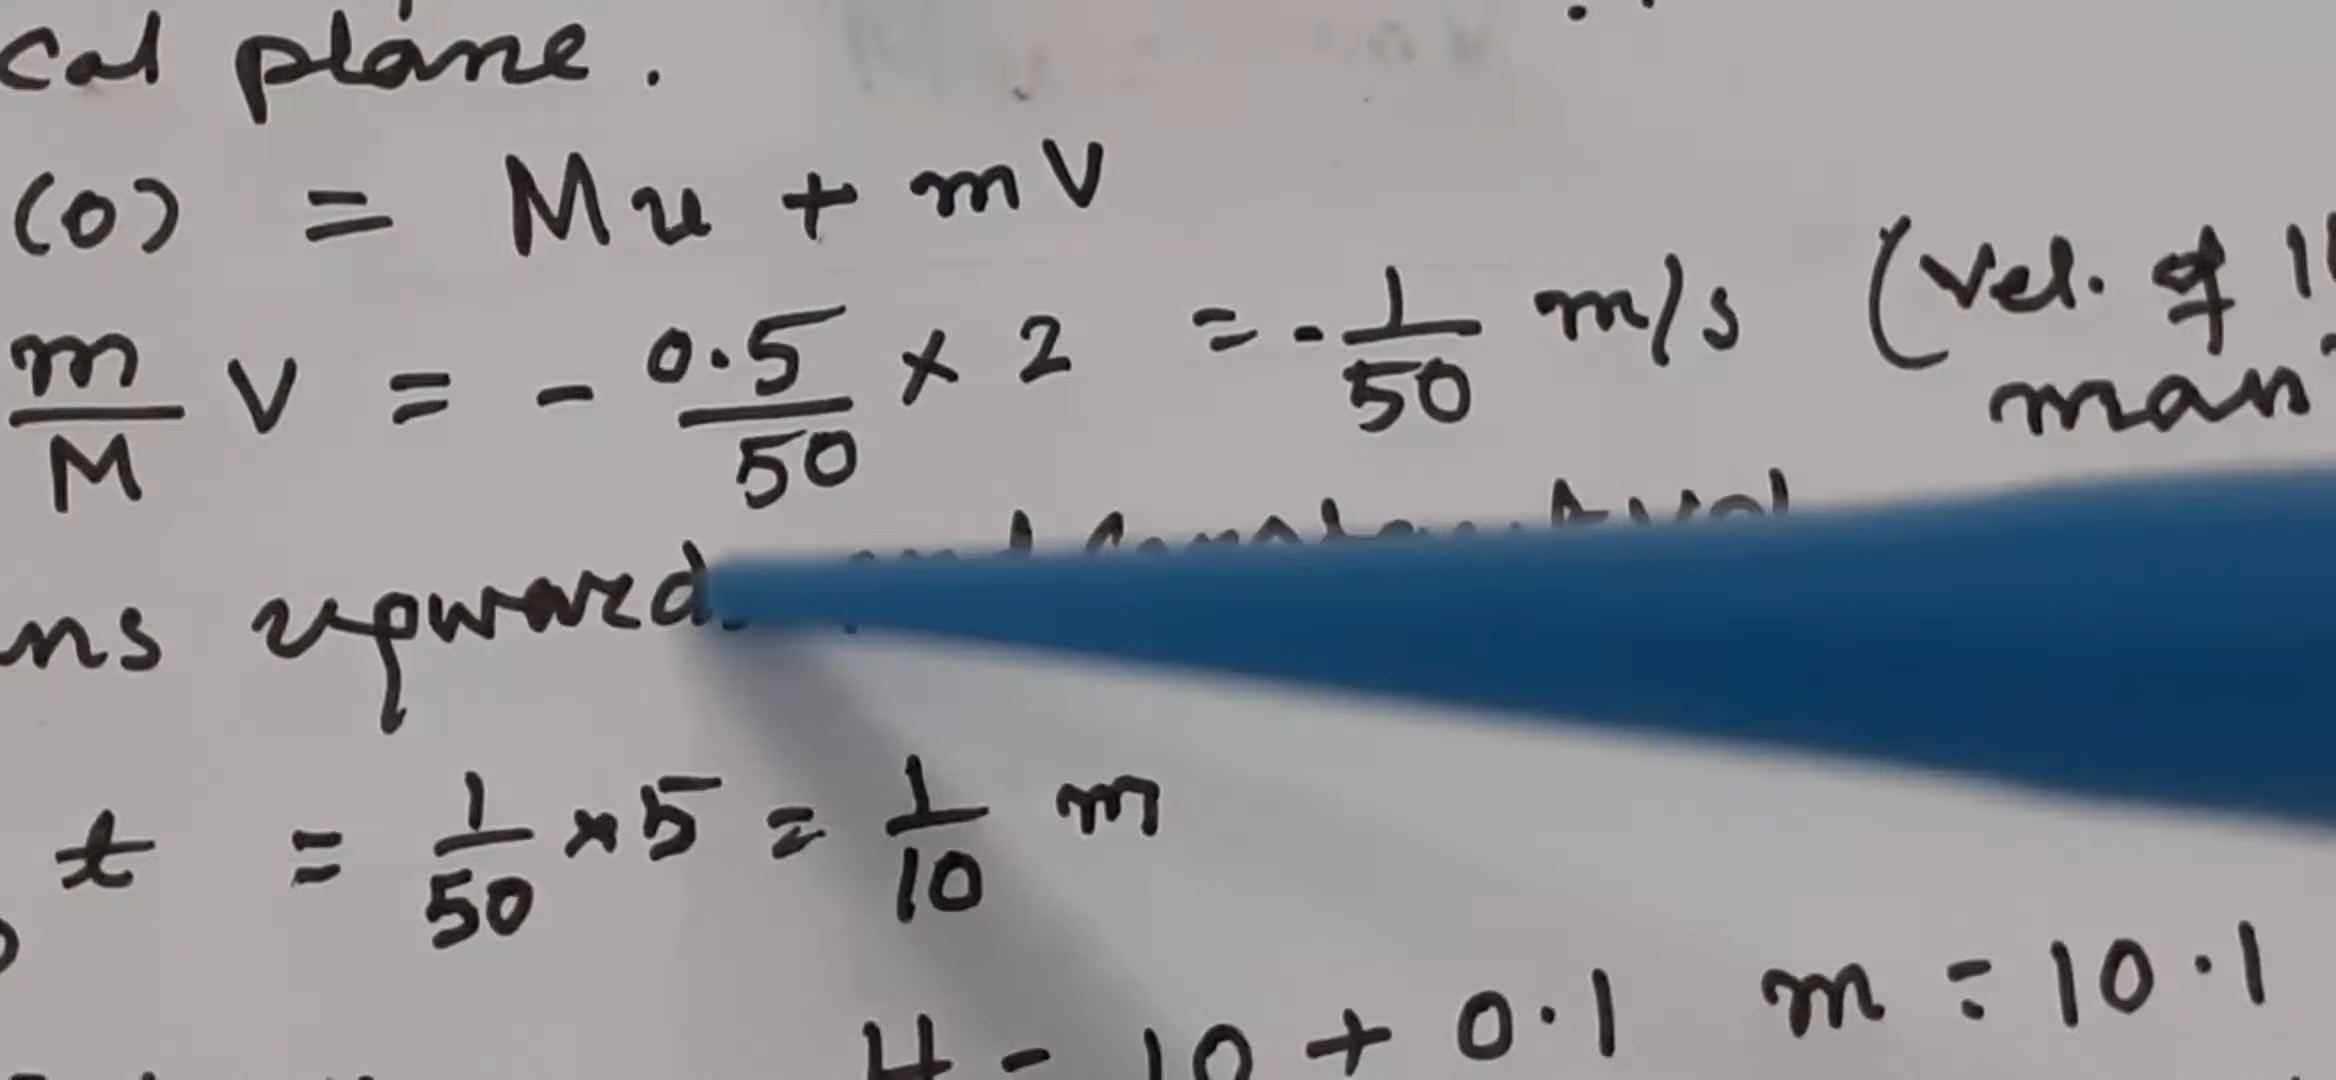 cal plane.
(0) = Mu + mV
m/M V = - 0.5/50 × 2 = - 1/50 m/s (Vel. of
man
ns upward
t = 1/50 × 5 = 1/10 m
H = 10 + 0.1 m = 10.1